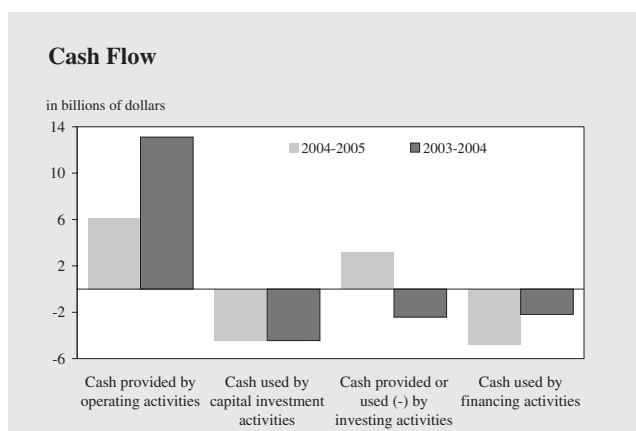 Cash Flow
in billions of dollars
14
10
6
2
-2
-6
2004-2005 2003-2004
Cash provided by
operating activities
Cash used by
capital investment
activities
Cash provided or
used (-) by
investing activities
Cash used by
financing activities